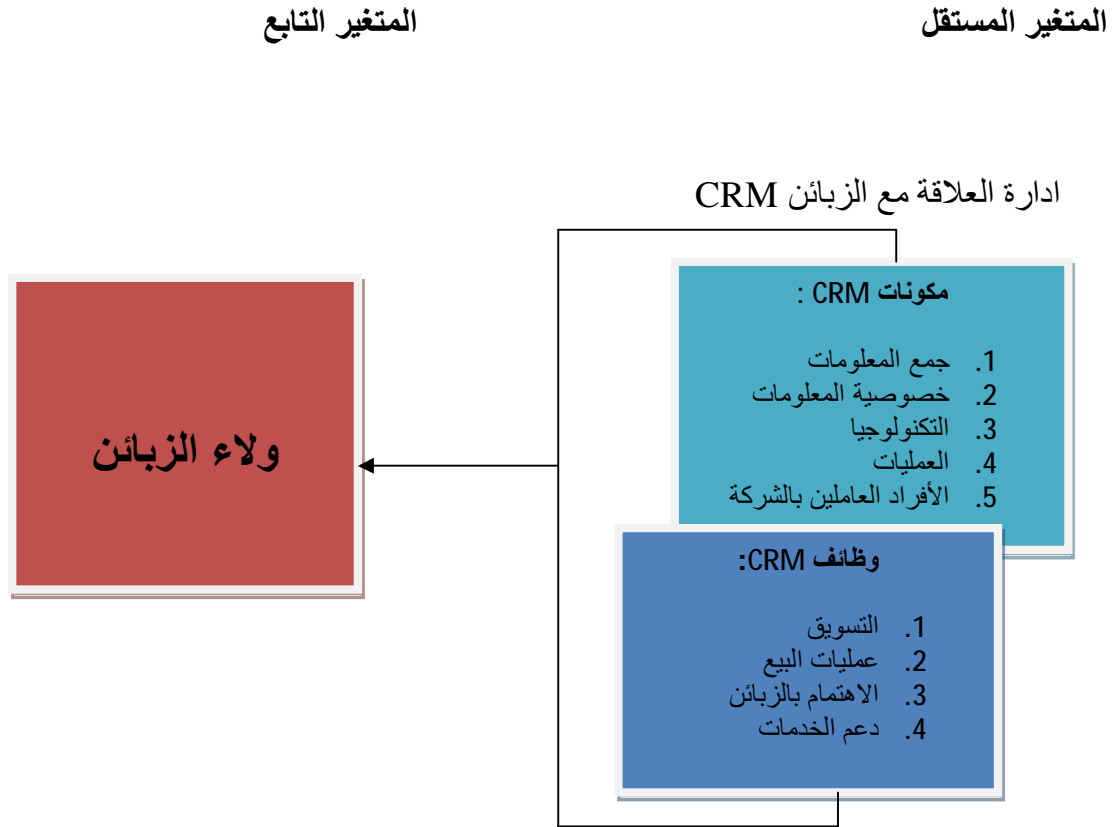 المتغير المستقل
المتغير التابع
ادارة العلاقة مع الزبائن CRM
مكونات CRM :
1. جمع المعلومات
2. خصوصية المعلومات
3. التكنولوجيا
4. العمليات
5. الأفراد العاملين بالشركة
ولاء الزبائن
وظائف CRM:
1. التسويق
2. عمليات البيع
3. الاهتمام بالزبائن
4. دعم الخدمات